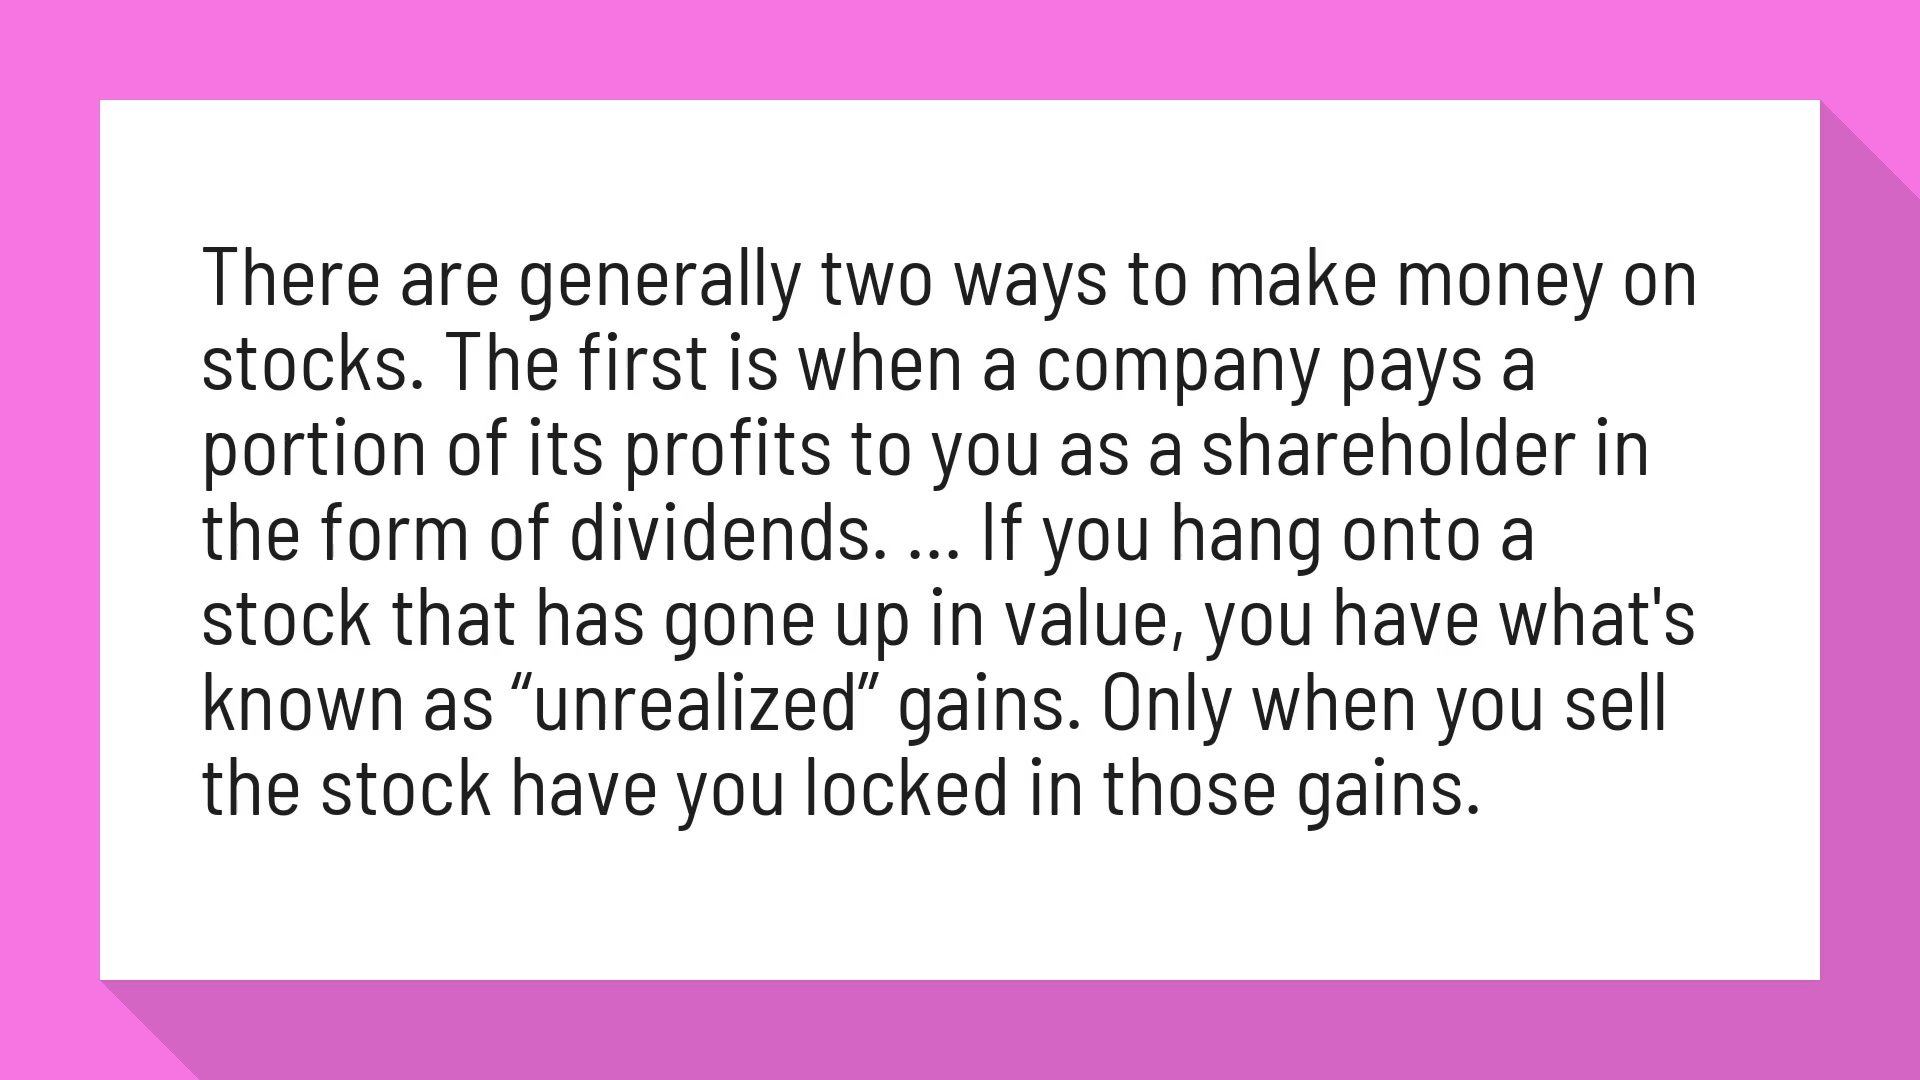 There are generally two ways to make money on
stocks. The first is when a company pays a
portion of its profits to you as a shareholder in
the form of dividends. ... If you hang onto a
stock that has gone up in value, you have what's
known as “unrealized” gains. Only when you sell
the stock have you locked in those gains.